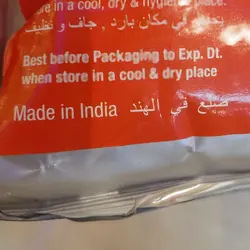 re in a cool, dry & hygienic place.
يحفظ في مكان بارد , جاف و نظيف
Best before Packaging to Exp. Dt.
when store in a cool & dry place
Made in India صنع في الهند